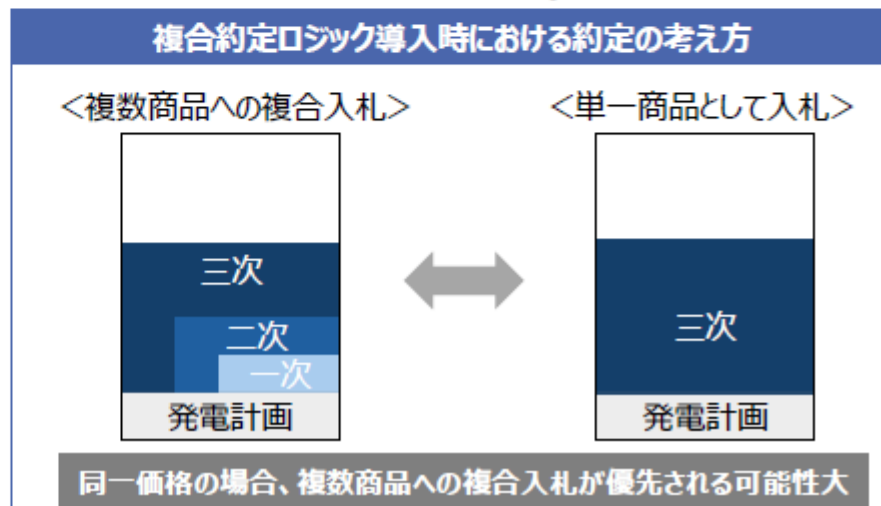 複合約定ロジック導入時における約定の考え方
＜複数商品への複合入札＞
三次
二次
一次
発電計画
＜単一商品として入札＞
三次
発電計画
同一価格の場合、複数商品への複合入札が優先される可能性大